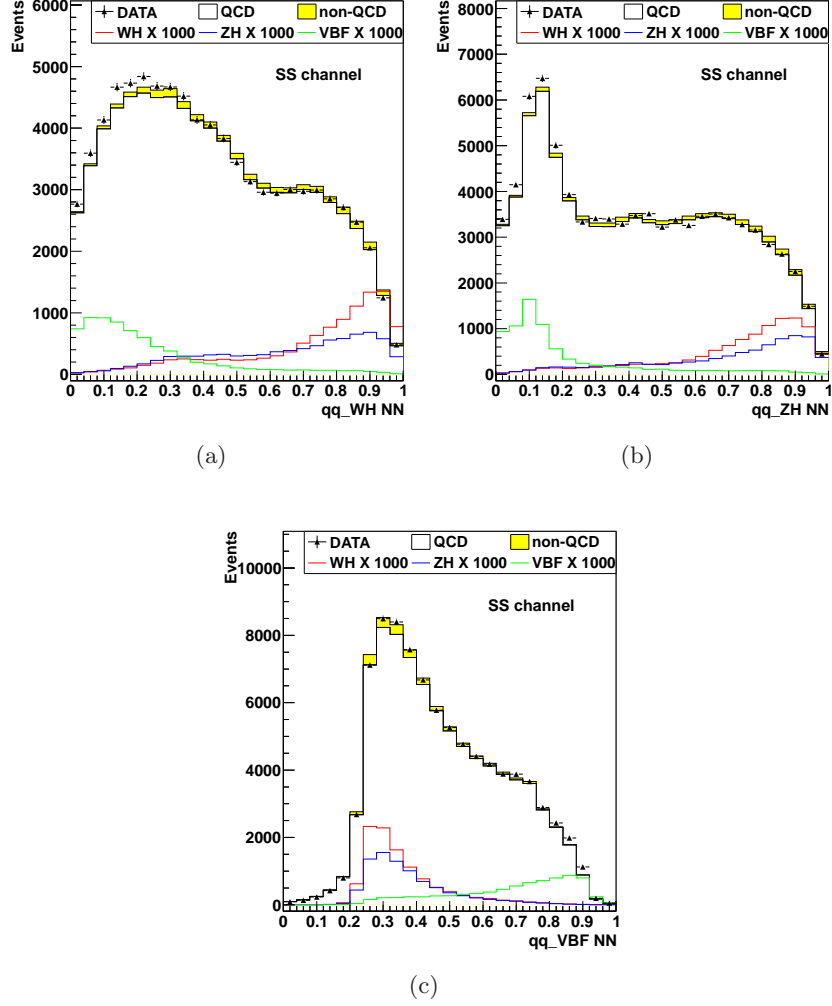 Events
6000
5000
4000
3000
2000
1000
0
DATA QCD non-QCD
WH X 1000 ZH X 1000 VBF X 1000
SS channel
0 0.1 0.2 0.3 0.4 0.5 0.6 0.7 0.8 0.9 1
qq_WH NN
(a)
Events
8000
7000
6000
5000
4000
3000
2000
1000
0
DATA QCD non-QCD
WH X 1000 ZH X 1000 VBF X 1000
SS channel
0 0.1 0.2 0.3 0.4 0.5 0.6 0.7 0.8 0.9 1
qq_ZH NN
(b)
Events
10000
8000
6000
4000
2000
0
DATA QCD non-QCD
WH X 1000 ZH X 1000 VBF X 1000
SS channel
0 0.1 0.2 0.3 0.4 0.5 0.6 0.7 0.8 0.9 1
qq_VBF NN
(c)